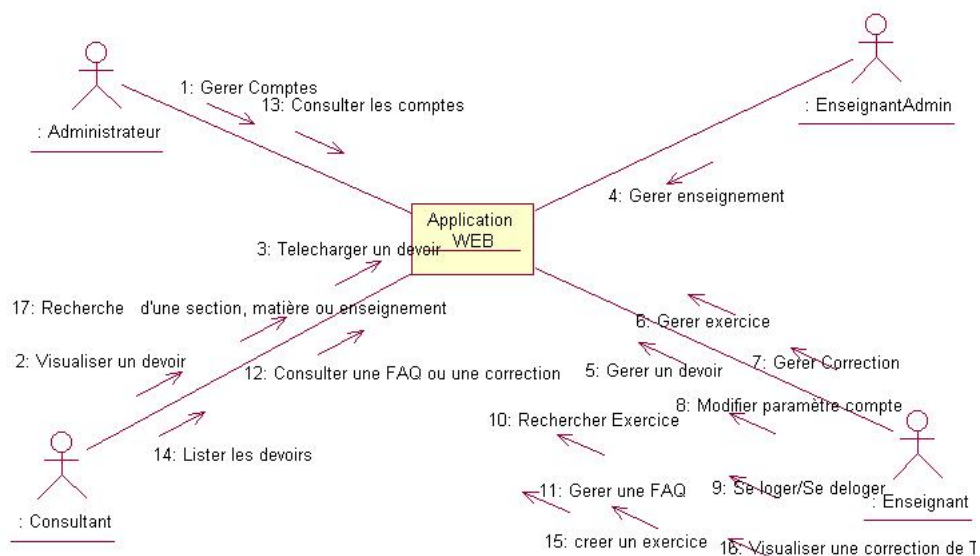 1: Gerer Comptes
13: Consulter les comptes
: Administrateur
: EnseignantAdmin
4: Gerer enseignement
Application
WEB
3: Telecharger un devoir
17: Recherche d'une section, matière ou enseignement
2: Visualiser un devoir
12: Consulter une FAQ ou une correction
14: Lister les devoirs
: Consultant
6: Gerer exercice
5: Gerer un devoir
7: Gerer Correction
8: Modifier paramètre compte
10: Rechercher Exercice
9: Se loger/Se deloger
11: Gerer une FAQ
: Enseignant
15: creer un exercice
16: Visualiser une correction de T